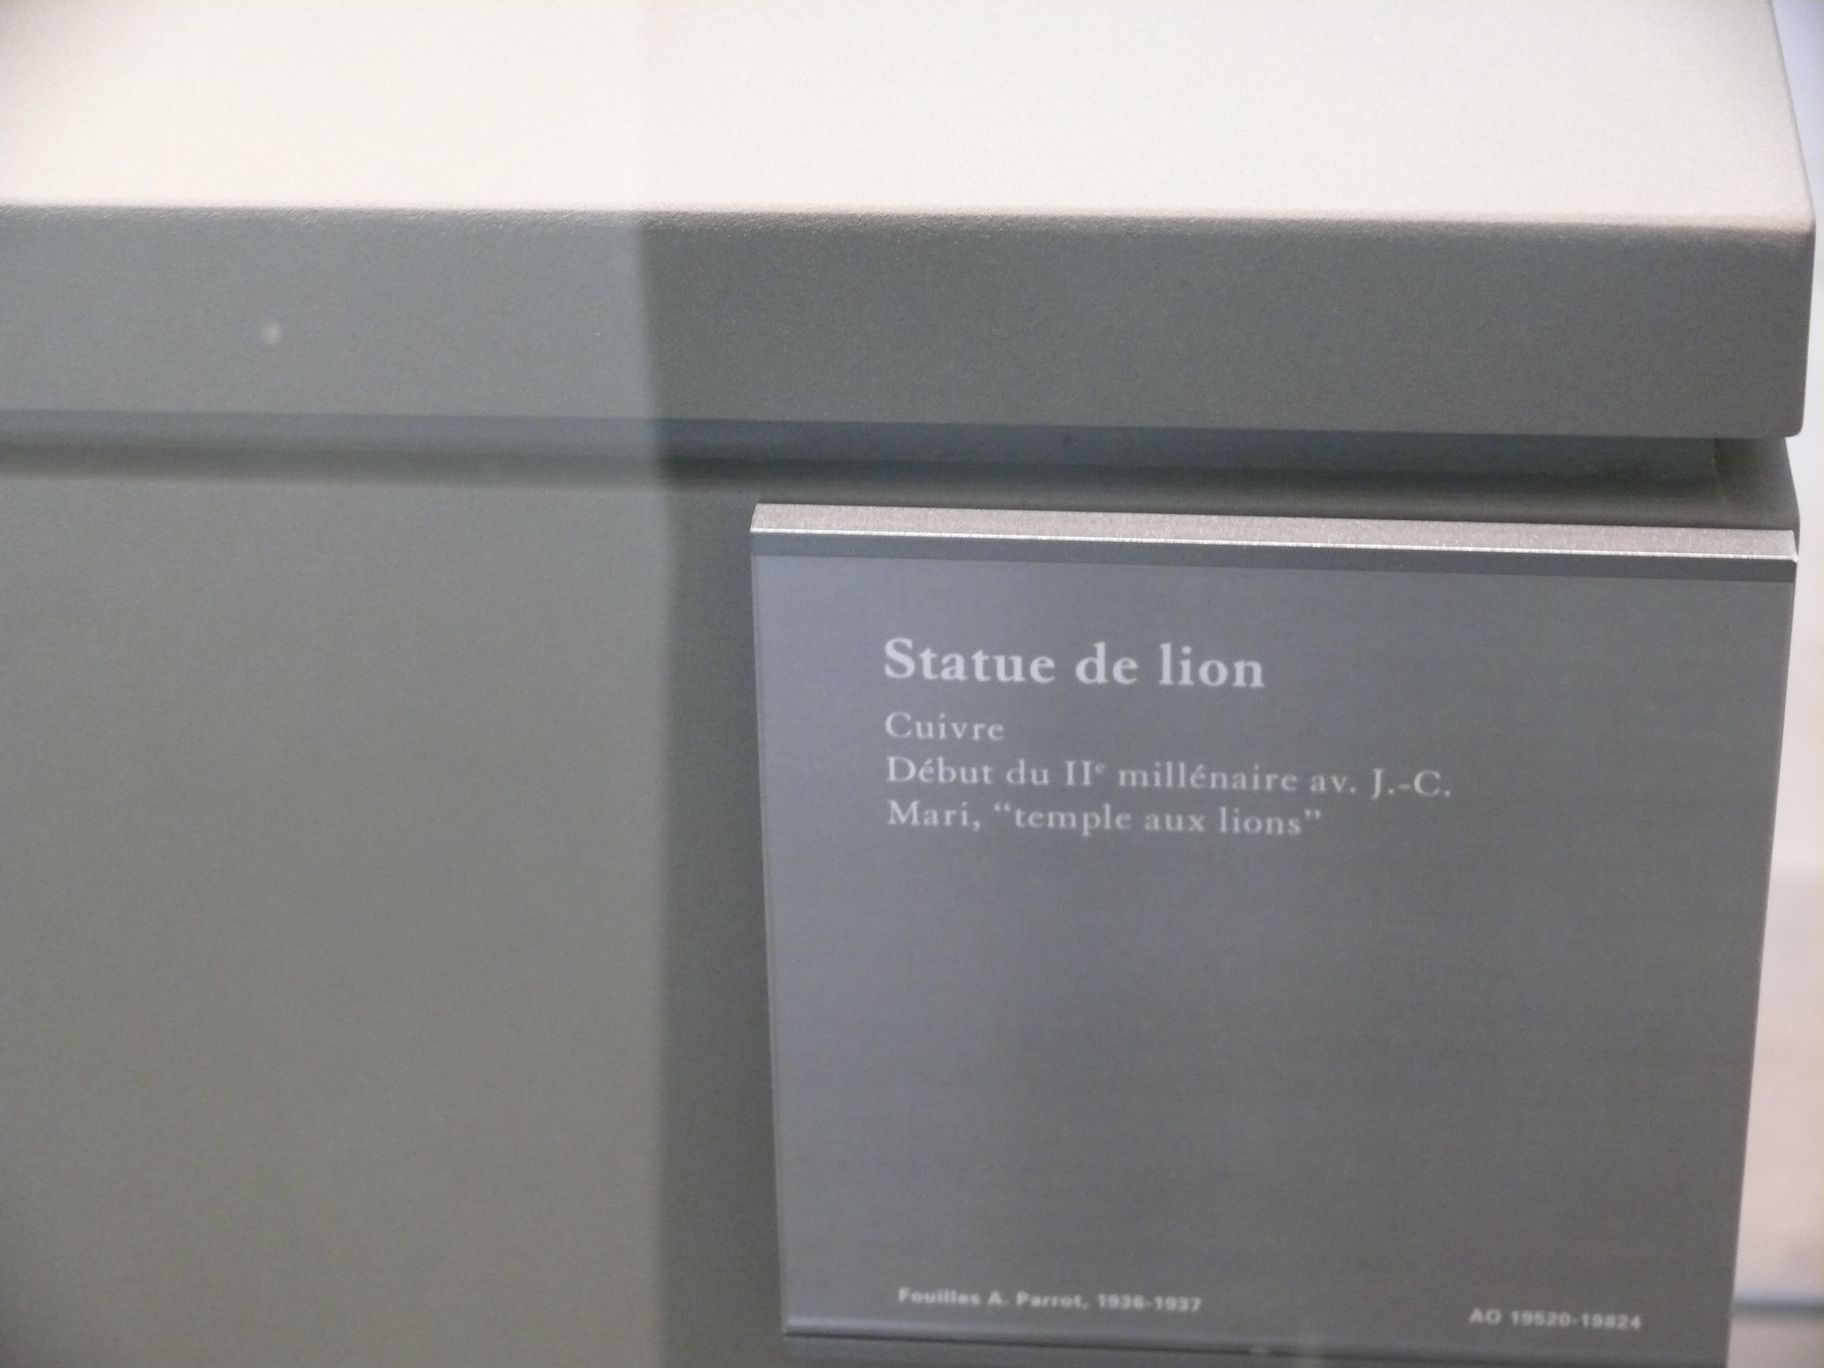 Statue de lion
Cuivre
Début du IIᵉ millénaire av. J.-C.
Mari, “temple aux lions”
Fouilles A. Parrot, 1936-1937
AO 19520-19824